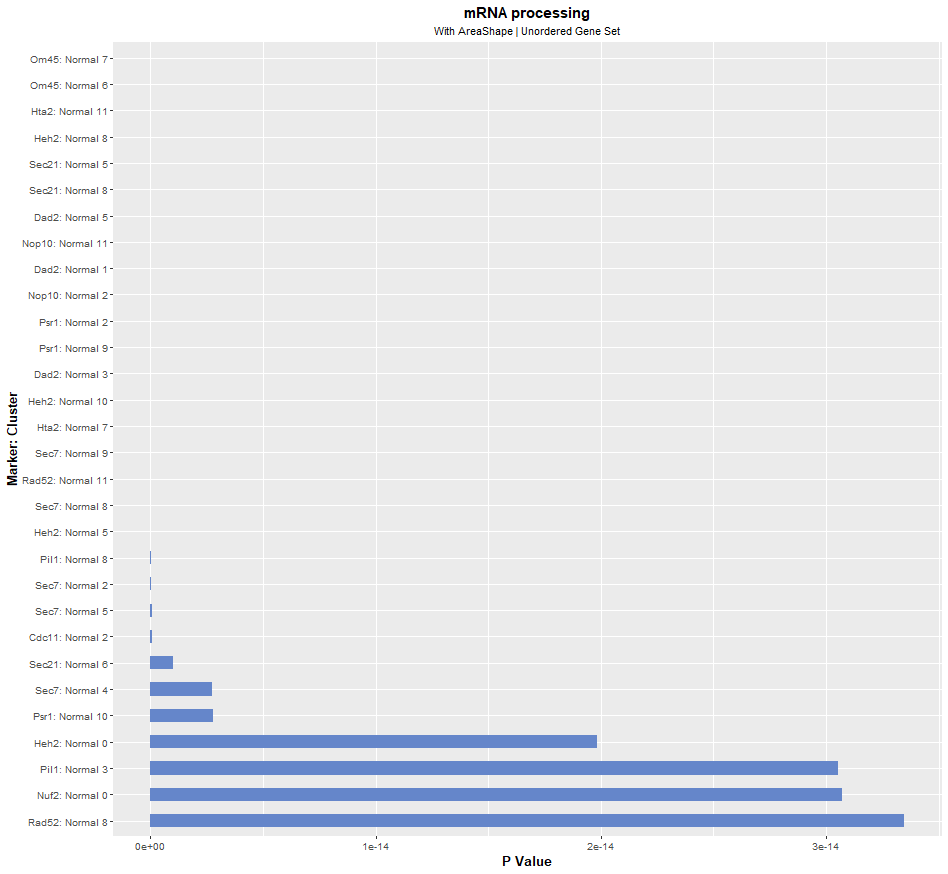 mRNA processing
With AreaShape | Unordered Gene Set
Om45: Normal 7
Om45: Normal 6
Hta2: Normal 11
Heh2: Normal 8
Sec21: Normal 5
Sec21: Normal 8
Dad2: Normal 5
Nop10: Normal 11
Dad2: Normal 1
Nop10: Normal 2
Psr1: Normal 2
Psr1: Normal 9
Dad2: Normal 3
Heh2: Normal 10
Hta2: Normal 7
Sec7: Normal 9
Rad52: Normal 11
Sec7: Normal 8
Heh2: Normal 5
Pil1: Normal 8
Sec7: Normal 2
Sec7: Normal 5
Cdc11: Normal 2
Sec21: Normal 6
Sec7: Normal 4
Psr1: Normal 10
Heh2: Normal 0
Pil1: Normal 3
Nuf2: Normal 0
Rad52: Normal 8
Marker: Cluster
0e+00
1e-14
2e-14
3e-14
P Value